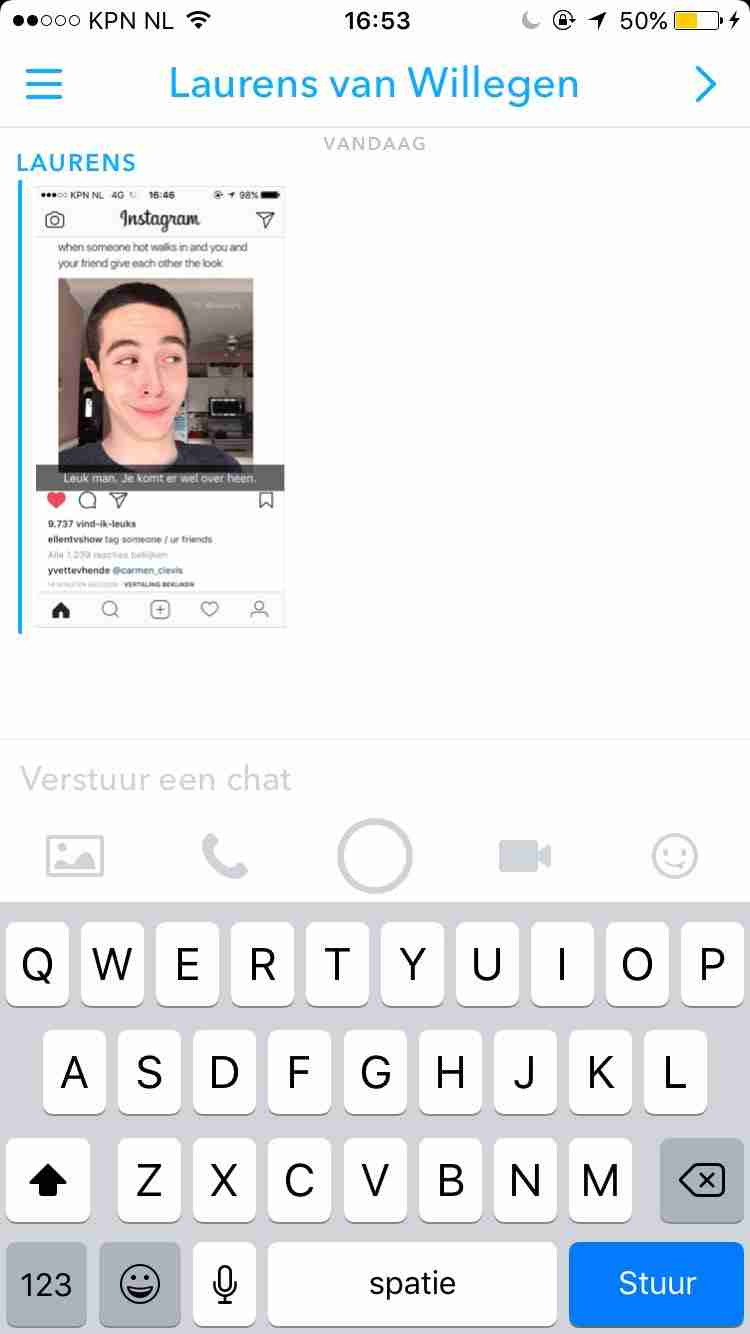 KPN NL 16:53 50%
Laurens van Willegen
VANDAAG
LAURENS
KPN NL 4G 16:46 98%
Instagram
when someone hot walks in and you and
your friend give each other the look
Leuk man. Je komt er wel over heen.
9.737 vind-ik-leuks
ellentvshow tag someone / ur friends
Alle 1.239 reacties bekijken
yvettevhende @carmen_clevis
VERTALING BEKIJKEN
Verstuur een chat
Q W E R T Y U I O P
A S D F G H J K L
Z X C V B N M
123 spatie Stuur